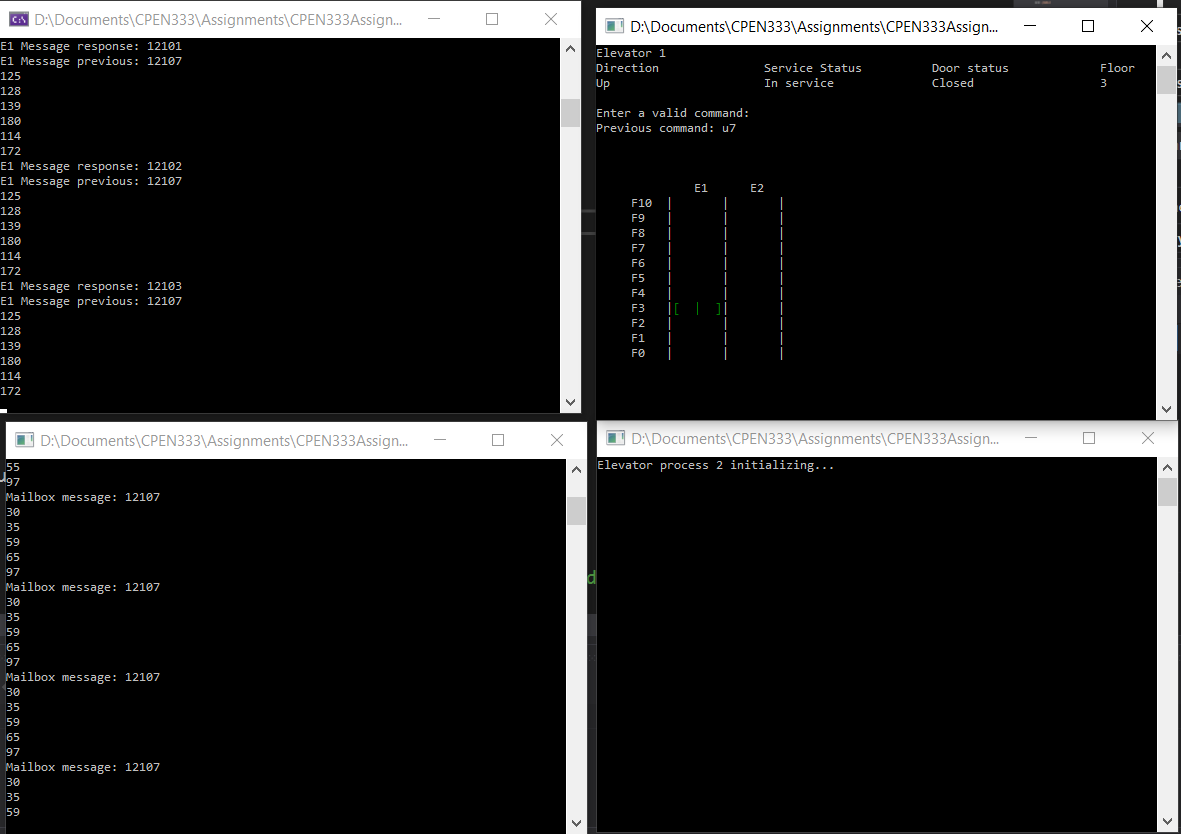 D:\Documents\CPEN333\Assignments\CPEN333Assign...
E1 Message response: 12101
E1 Message previous: 12107
125
128
139
180
114
172
E1 Message response: 12102
E1 Message previous: 12107
125
128
139
180
114
172
E1 Message response: 12103
E1 Message previous: 12107
125
128
139
180
114
172
D:\Documents\CPEN333\Assignments\CPEN333Assign...
Elevator 1
Direction Service Status Door status Floor
Up In service Closed 3
Enter a valid command:
Previous command: u7
E1 E2
F10 | | |
F9 | | |
F8 | | |
F7 | | |
F6 | | |
F5 | | |
F4 | | |
F3 |[ | ]| |
F2 | | |
F1 | | |
F0 | | |
D:\Documents\CPEN333\Assignments\CPEN333Assign...
55
97
Mailbox message: 12107
30
35
59
65
97
Mailbox message: 12107
30
35
59
65
97
Mailbox message: 12107
30
35
59
65
97
Mailbox message: 12107
30
35
59
D:\Documents\CPEN333\Assignments\CPEN333Assign...
Elevator process 2 initializing...